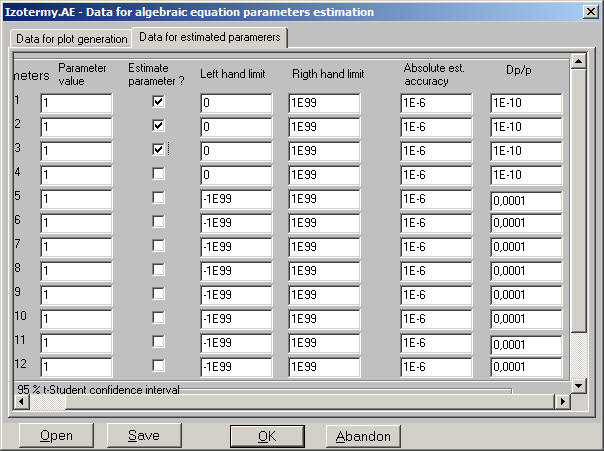 Izotermy.AE - Data for algebraic equation parameters estimation
Data for plot generation Data for estimated paramerers
meters Parameter value Estimate parameter ? Left hand limit Rigth hand limit Absolute est. accuracy Dp/p
1 1 0 1E99 1E-6 1E-10
2 1 0 1E99 1E-6 1E-10
3 1 0 1E99 1E-6 1E-10
4 1 0 1E99 1E-6 1E-10
5 1 -1E99 1E99 1E-6 0,0001
6 1 -1E99 1E99 1E-6 0,0001
7 1 -1E99 1E99 1E-6 0,0001
8 1 -1E99 1E99 1E-6 0,0001
9 1 -1E99 1E99 1E-6 0,0001
10 1 -1E99 1E99 1E-6 0,0001
11 1 -1E99 1E99 1E-6 0,0001
12 1 -1E99 1E99 1E-6 0,0001
95 % t-Student confidence interval
Open Save OK Abandon